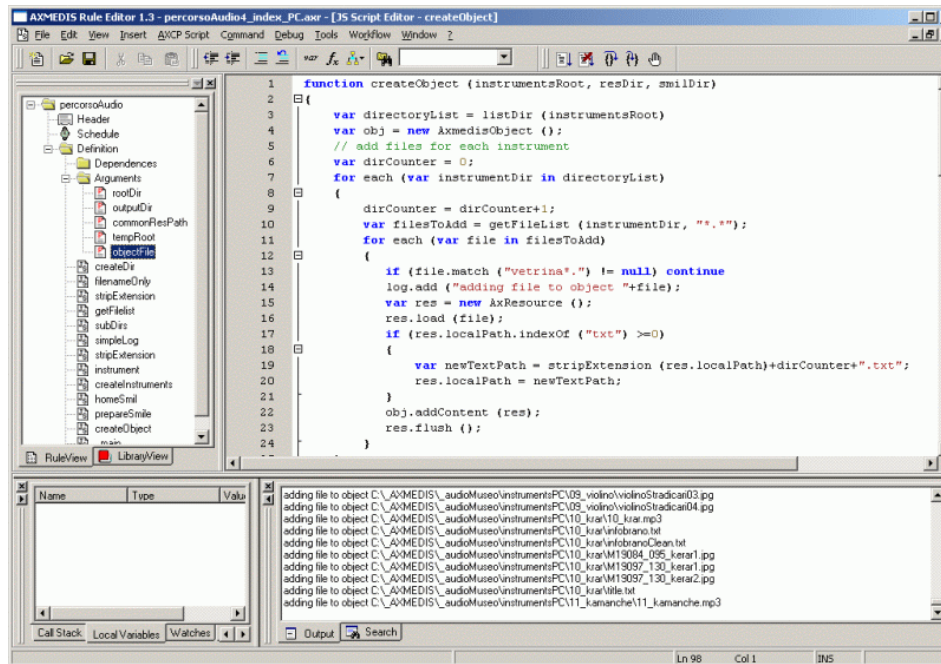 AXMEDIS Rule Editor 1.3 - percorsoAudio4_index_PC.axr - [JS Script Editor - createObject]
File Edit View Insert AXCP Script Command Debug Tools Workflow Window ?
var fx
percorsoAudio
Header
Schedule
Definition
Dependences
Arguments
rootDir
outputDir
commonResPath
tempRoot
objectFile
createDir
filenameOnly
stripExtension
getFilelist
subDirs
simpleLog
stripExtension
instrument
createInstruments
homeSmil
prepareSmile
createObject
main
RuleView LibraryView
1 function createObject (instrumentsRoot, resDir, smilDir)
2 {
3 var directoryList = listDir (instrumentsRoot)
4 var obj = new AxmedisObject ();
5 // add files for each instrument
6 var dirCounter = 0;
7 for each (var instrumentDir in directoryList)
8 {
9 dirCounter = dirCounter+1;
10 var filesToAdd = getFileList (instrumentDir, "*.*");
11 for each (var file in filesToAdd)
12 {
13 if (file.match ("vetrina*.") != null) continue
14 log.add ("adding file to object "+file);
15 var res = new AxResource ();
16 res.load (file);
17 if (res.localPath.indexOf ("txt") >=0)
18 {
19 var newTextPath = stripExtension (res.localPath)+dirCounter+".txt";
20 res.localPath = newTextPath;
21 }
22 obj.addContent (res);
23 res.flush ();
24 }
Name Type Valu
Call Stack Local Variables Watches
adding file to object C:\_AXMEDIS\_audioMuseo\instrumentsPC\09_violino\violinoStradicari03.jpg
adding file to object C:\_AXMEDIS\_audioMuseo\instrumentsPC\09_violino\violinoStradicari04.jpg
adding file to object C:\_AXMEDIS\_audioMuseo\instrumentsPC\10_krar\10_krar.mp3
adding file to object C:\_AXMEDIS\_audioMuseo\instrumentsPC\10_krar\infobrano.txt
adding file to object C:\_AXMEDIS\_audioMuseo\instrumentsPC\10_krar\infobranoClean.txt
adding file to object C:\_AXMEDIS\_audioMuseo\instrumentsPC\10_krar\M19084_095_kerar1.jpg
adding file to object C:\_AXMEDIS\_audioMuseo\instrumentsPC\10_krar\M19097_130_kerar1.jpg
adding file to object C:\_AXMEDIS\_audioMuseo\instrumentsPC\10_krar\M19097_130_kerar2.jpg
adding file to object C:\_AXMEDIS\_audioMuseo\instrumentsPC\10_krar\title.txt
adding file to object C:\_AXMEDIS\_audioMuseo\instrumentsPC\11_kamanche\11_kamanche.mp3
Output Search
Ln 98 Col 1 INS